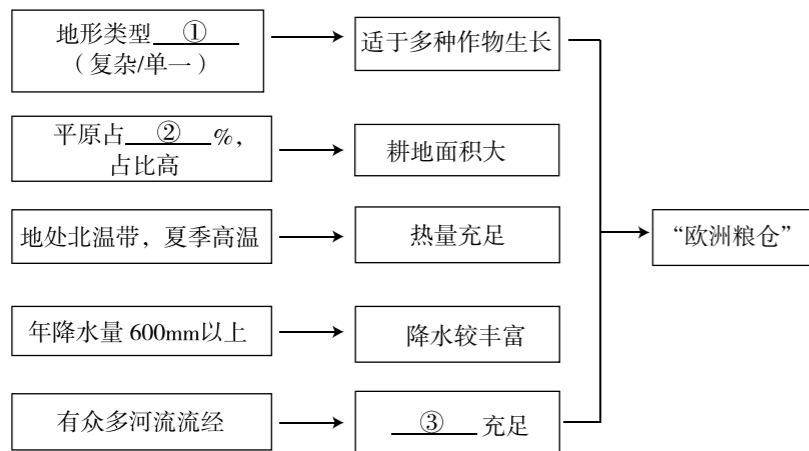 地形类型 ①
（复杂/单一）
适于多种作物生长
平原占 ② %，
占比高
耕地面积大
地处北温带，夏季高温
热量充足
“欧洲粮仓”
年降水量 600mm以上
降水较丰富
有众多河流流经
③ 充足